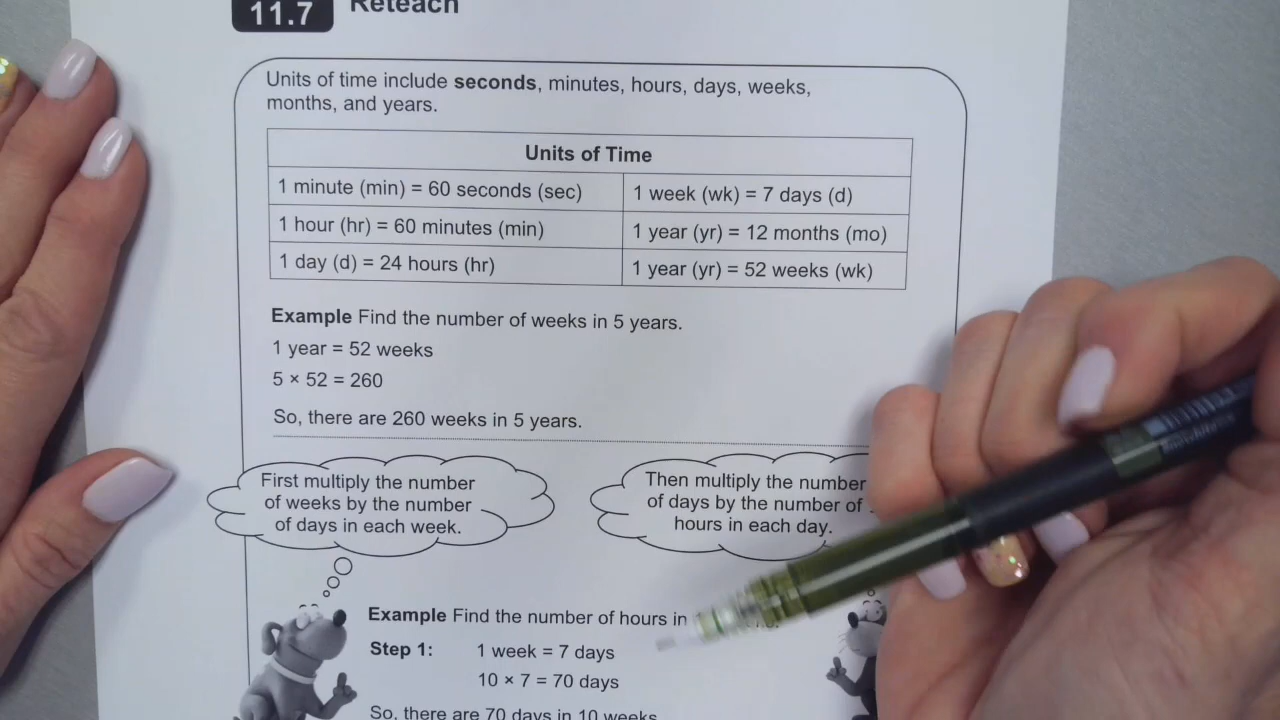 11.7 Reteach
Units of time include seconds, minutes, hours, days, weeks,
months, and years.
Units of Time
1 minute (min) = 60 seconds (sec) 1 week (wk) = 7 days (d)
1 hour (hr) = 60 minutes (min) 1 year (yr) = 12 months (mo)
1 day (d) = 24 hours (hr) 1 year (yr) = 52 weeks (wk)
Example Find the number of weeks in 5 years.
1 year = 52 weeks
5 × 52 = 260
So, there are 260 weeks in 5 years.
First multiply the number
of weeks by the number
of days in each week.
Then multiply the number
of days by the number of
hours in each day.
Example Find the number of hours in
Step 1: 1 week = 7 days
10 × 7 = 70 days
So, there are 70 days in 10 weeks